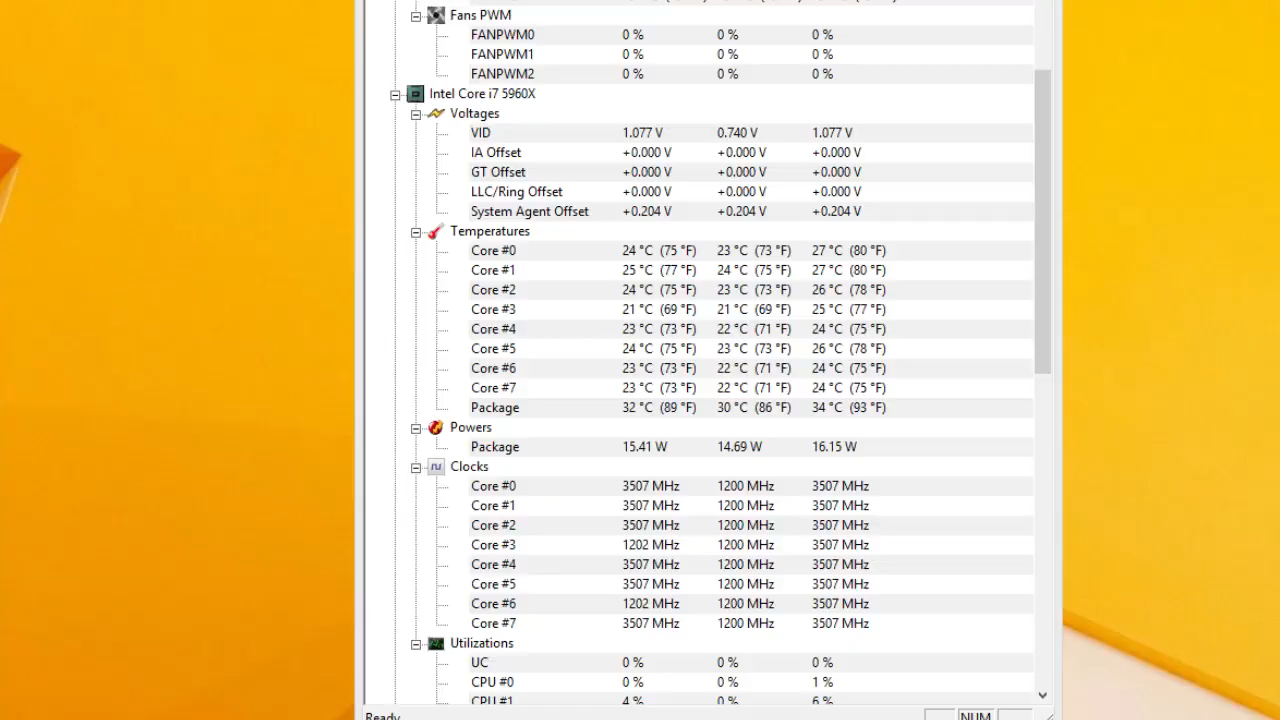 Fans PWM
FANPWM0 0 % 0 % 0 %
FANPWM1 0 % 0 % 0 %
FANPWM2 0 % 0 % 0 %
Intel Core i7 5960X
Voltages
VID 1.077 V 0.740 V 1.077 V
IA Offset +0.000 V +0.000 V +0.000 V
GT Offset +0.000 V +0.000 V +0.000 V
LLC/Ring Offset +0.000 V +0.000 V +0.000 V
System Agent Offset +0.204 V +0.204 V +0.204 V
Temperatures
Core #0 24 °C (75 °F) 23 °C (73 °F) 27 °C (80 °F)
Core #1 25 °C (77 °F) 24 °C (75 °F) 27 °C (80 °F)
Core #2 24 °C (75 °F) 23 °C (73 °F) 26 °C (78 °F)
Core #3 21 °C (69 °F) 21 °C (69 °F) 25 °C (77 °F)
Core #4 23 °C (73 °F) 22 °C (71 °F) 24 °C (75 °F)
Core #5 24 °C (75 °F) 23 °C (73 °F) 26 °C (78 °F)
Core #6 23 °C (73 °F) 22 °C (71 °F) 24 °C (75 °F)
Core #7 23 °C (73 °F) 22 °C (71 °F) 24 °C (75 °F)
Package 32 °C (89 °F) 30 °C (86 °F) 34 °C (93 °F)
Powers
Package 15.41 W 14.69 W 16.15 W
Clocks
Core #0 3507 MHz 1200 MHz 3507 MHz
Core #1 3507 MHz 1200 MHz 3507 MHz
Core #2 3507 MHz 1200 MHz 3507 MHz
Core #3 1202 MHz 1200 MHz 3507 MHz
Core #4 3507 MHz 1200 MHz 3507 MHz
Core #5 3507 MHz 1200 MHz 3507 MHz
Core #6 1202 MHz 1200 MHz 3507 MHz
Core #7 3507 MHz 1200 MHz 3507 MHz
Utilizations
UC 0 % 0 % 0 %
CPU #0 0 % 0 % 1 %
CPU #1 4 % 0 % 6 %
Ready NUM